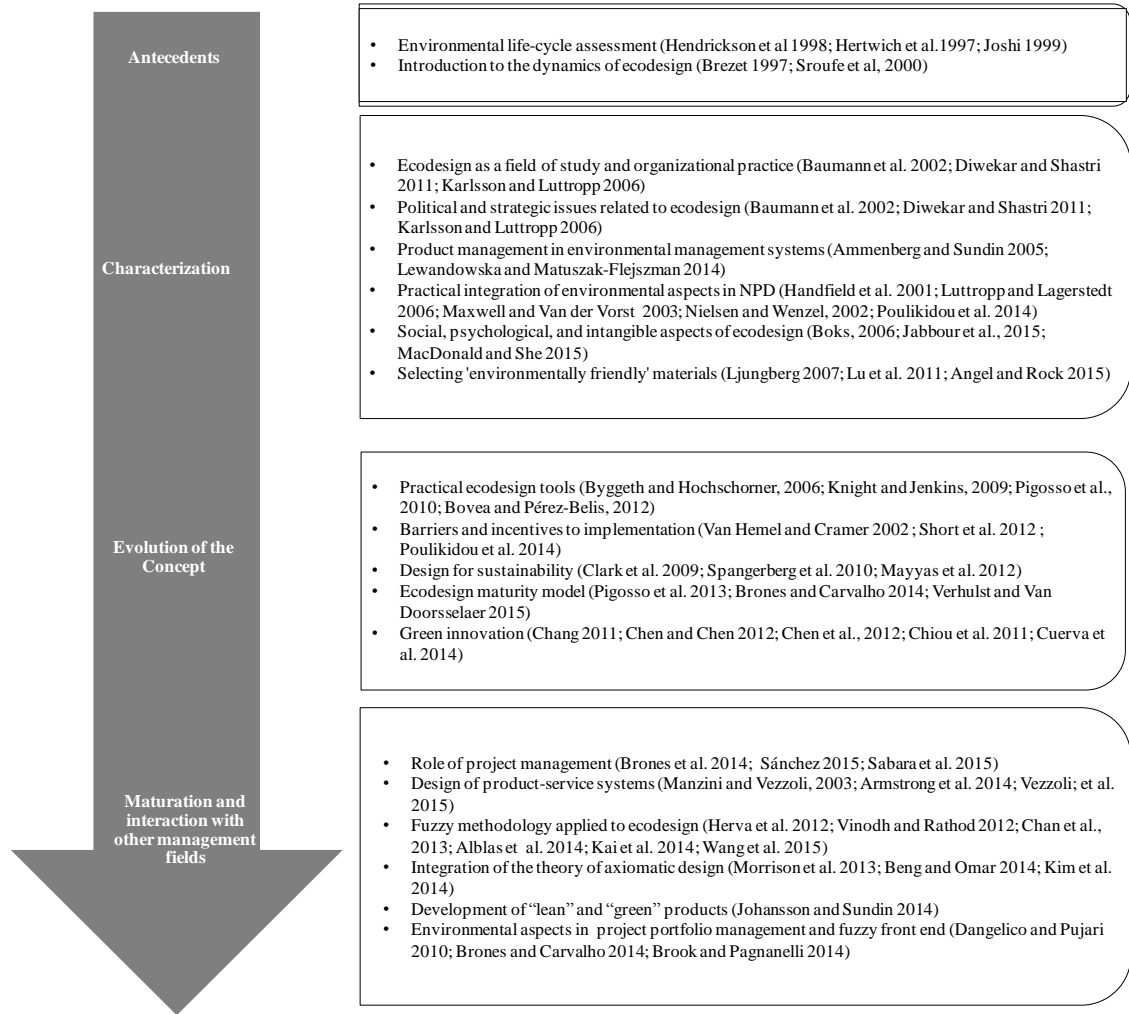 Antecedents
• Environmental life-cycle assessment (Hendrickson et al 1998; Hertwich et al.1997; Joshi 1999)
• Introduction to the dynamics of ecodesign (Brezet 1997; Sroufe et al, 2000)
Characterization
• Ecodesign as a field of study and organizational practice (Baumann et al. 2002; Diwekar and Shastri
2011; Karlsson and Luttropp 2006)
• Political and strategic issues related to ecodesign (Baumann et al. 2002; Diwekar and Shastri 2011;
Karlsson and Luttropp 2006)
• Product management in environmental management systems (Ammenberg and Sundin 2005;
Lewandowska and Matuszak-Flejszman 2014)
• Practical integration of environmental aspects in NPD (Handfield et al. 2001; Luttropp and Lagerstedt
2006; Maxwell and Van der Vorst 2003; Nielsen and Wenzel, 2002; Poulikidou et al. 2014)
• Social, psychological, and intangible aspects of ecodesign (Boks, 2006; Jabbour et al., 2015;
MacDonald and She 2015)
• Selecting 'environmentally friendly' materials (Ljungberg 2007; Lu et al. 2011; Angel and Rock 2015)
Evolution of the
Concept
• Practical ecodesign tools (Byggeth and Hochschorner, 2006; Knight and Jenkins, 2009; Pigosso et al.,
2010; Bovea and Pérez-Belis, 2012)
• Barriers and incentives to implementation (Van Hemel and Cramer 2002 ; Short et al. 2012 ;
Poulikidou et al. 2014)
• Design for sustainability (Clark et al. 2009; Spangerberg et al. 2010; Mayyas et al. 2012)
• Ecodesign maturity model (Pigosso et al. 2013; Brones and Carvalho 2014; Verhulst and Van
Doorsselaer 2015)
• Green innovation (Chang 2011; Chen and Chen 2012; Chen et al., 2012; Chiou et al. 2011; Cuerva et
al. 2014)
Maturation and
interaction with
other management
fields
• Role of project management (Brones et al. 2014; Sánchez 2015; Sabara et al. 2015)
• Design of product-service systems (Manzini and Vezzoli, 2003; Armstrong et al. 2014; Vezzoli; et al.
2015)
• Fuzzy methodology applied to ecodesign (Herva et al. 2012; Vinodh and Rathod 2012; Chan et al.,
2013; Alblas et al. 2014; Kai et al. 2014; Wang et al. 2015)
• Integration of the theory of axiomatic design (Morrison et al. 2013; Beng and Omar 2014; Kim et al.
2014)
• Development of “lean” and “green” products (Johansson and Sundin 2014)
• Environmental aspects in project portfolio management and fuzzy front end (Dangelico and Pujari
2010; Brones and Carvalho 2014; Brook and Pagnanelli 2014)